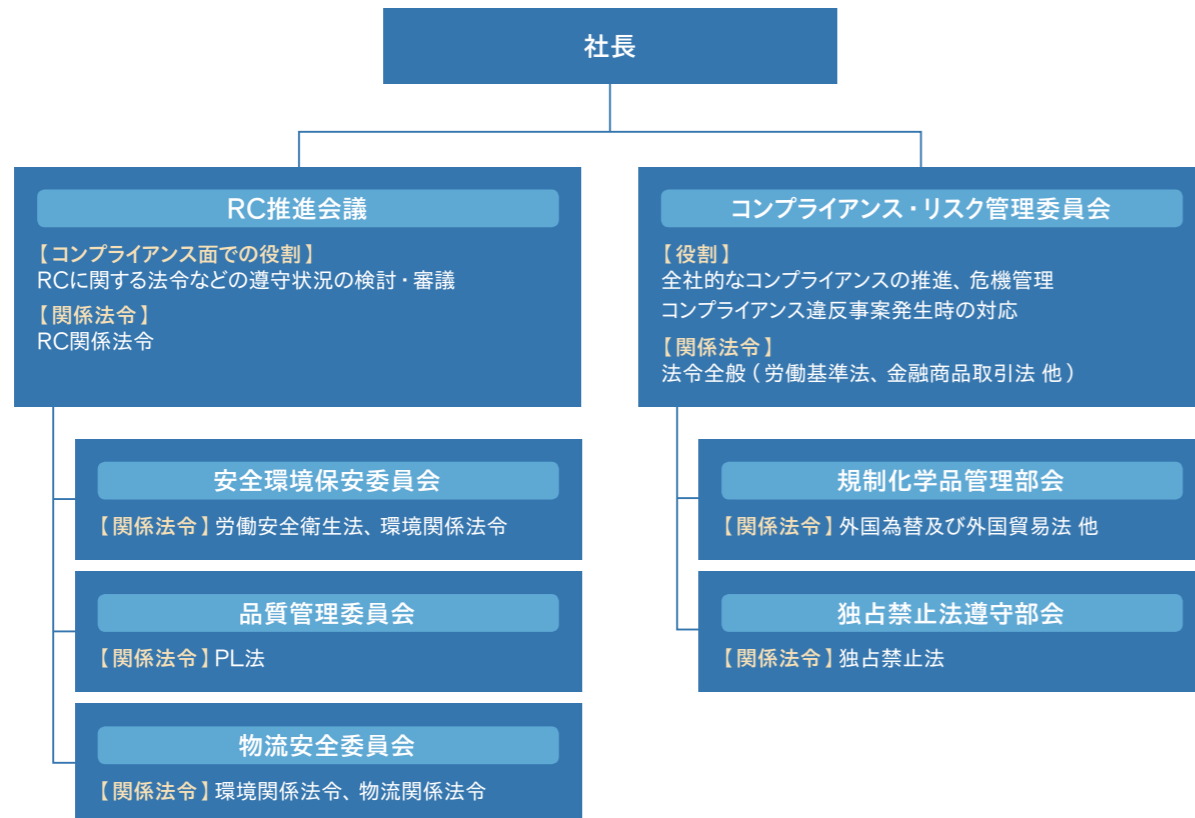 社長
RC推進会議
【コンプライアンス面での役割】
RCに関する法令などの遵守状況の検討・審議
【関係法令】
RC関係法令
安全環境保安委員会
【関係法令】労働安全衛生法、環境関係法令
品質管理委員会
【関係法令】PL法
物流安全委員会
【関係法令】環境関係法令、物流関係法令
コンプライアンス・リスク管理委員会
【役割】
全社的なコンプライアンスの推進、危機管理
コンプライアンス違反事案発生時の対応
【関係法令】
法令全般(労働基準法、金融商品取引法 他)
規制化学品管理部会
【関係法令】外国為替及び外国貿易法 他
独占禁止法遵守部会
【関係法令】独占禁止法